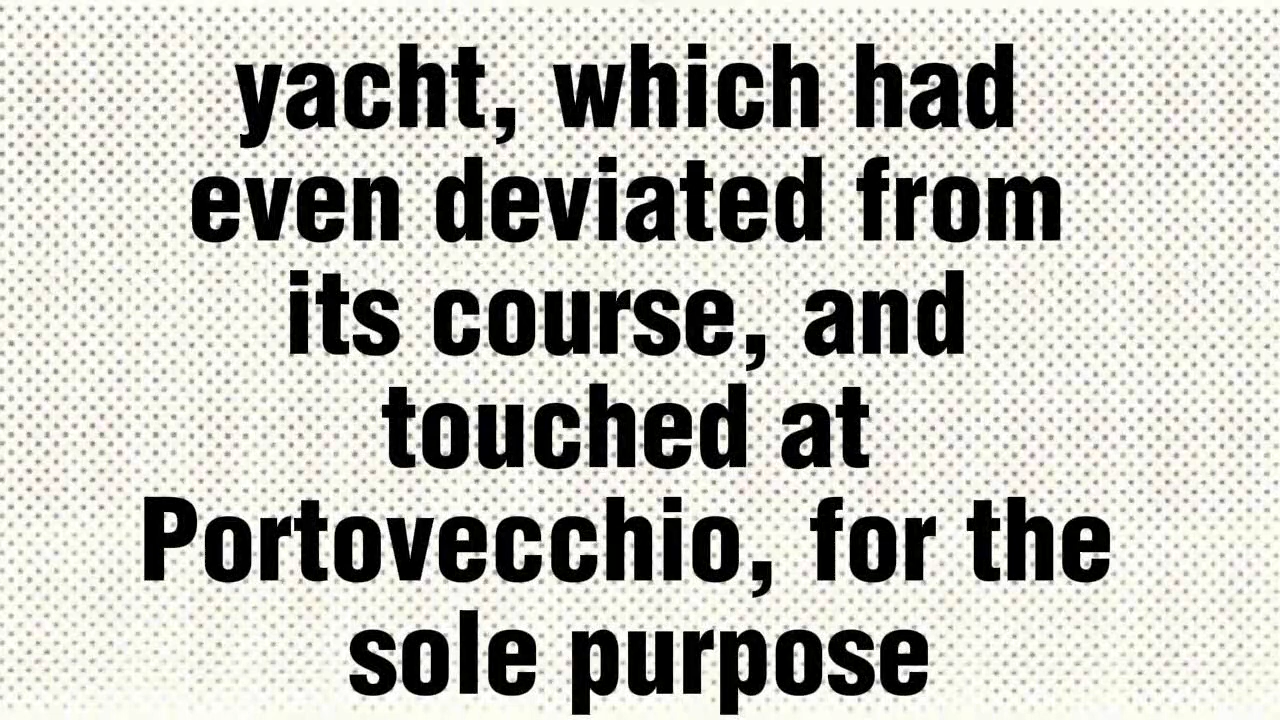 yacht, which had
even deviated from
its course, and
touched at
Portovecchio, for the
sole purpose